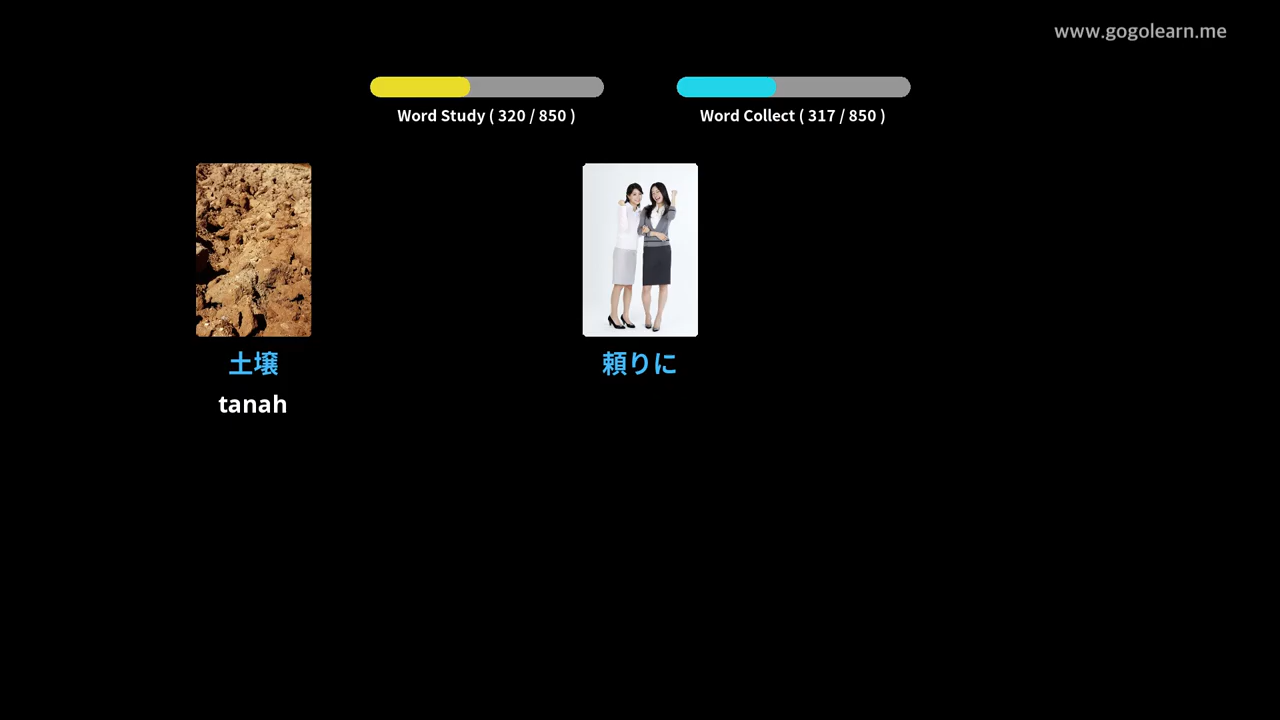 www.gogolearn.me
Word Study ( 320 / 850 )
Word Collect ( 317 / 850 )
土壌
tanah
頼りに